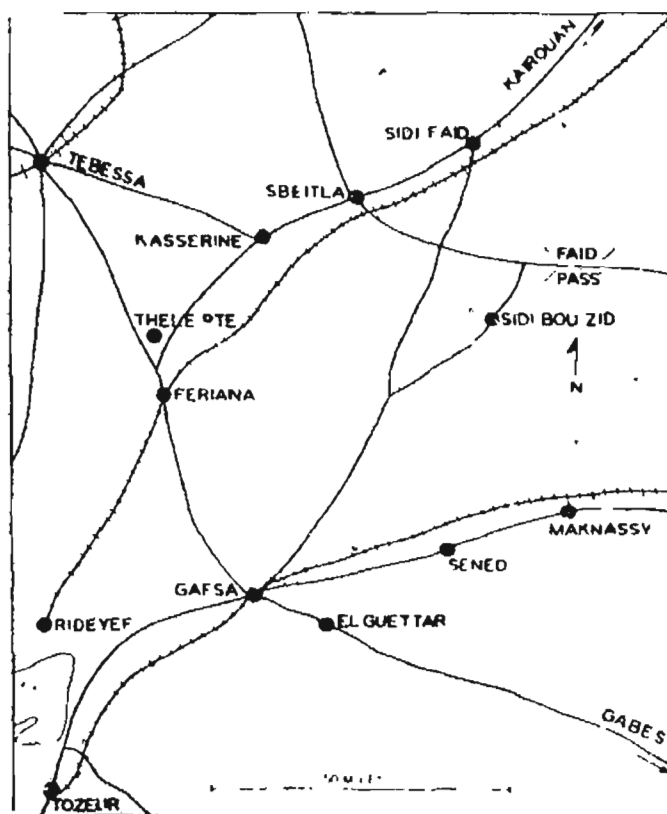 KAIROUAN
SIDI FAID
TEBESSA
SBEITLA
KASSERINE
FAID
PASS
SIDI BOU ZID
N
FERIANA
MAKNASSY
SENED
GAFSA
RIDEYEF
EL GUETTAR
GABES
TOZEUR